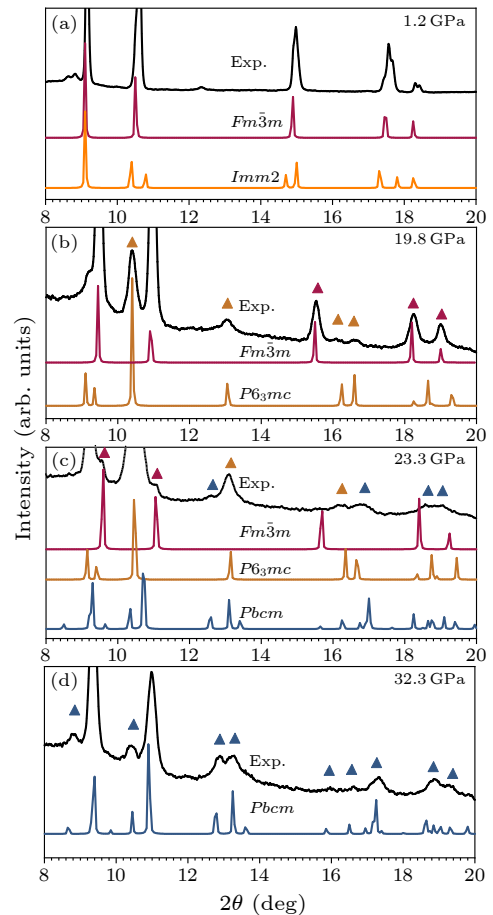 Intensity (arb. units)
(a)
1.2 GPa
Exp.
Fm3̄m
Imm2
8 10 12 14 16 18 20
(b)
19.8 GPa
Exp.
Fm3̄m
P6₃mc
8 10 12 14 16 18 20
(c)
23.3 GPa
Exp.
Fm3̄m
P6₃mc
Pbcm
8 10 12 14 16 18 20
(d)
32.3 GPa
Exp.
Pbcm
8 10 12 14 16 18 20
2θ (deg)